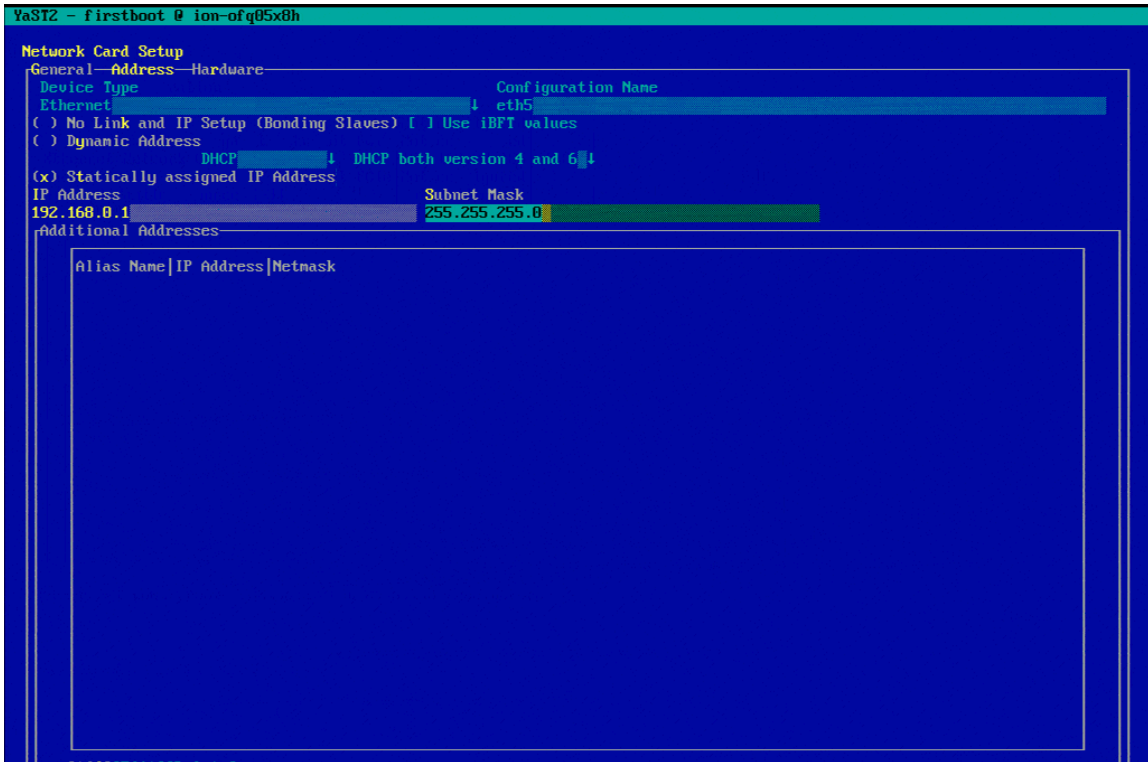 YaST2 - firstboot @ ion-ofq05x8h
Network Card Setup
General—Address—Hardware
Device Type Configuration Name
Ethernet ↓ eth5
( ) No Link and IP Setup (Bonding Slaves) [ ] Use iBFT values
( ) Dynamic Address
DHCP ↓ DHCP both version 4 and 6 ↓
(x) Statically assigned IP Address
IP Address Subnet Mask
192.168.0.1 255.255.255.0
Additional Addresses
Alias Name|IP Address|Netmask